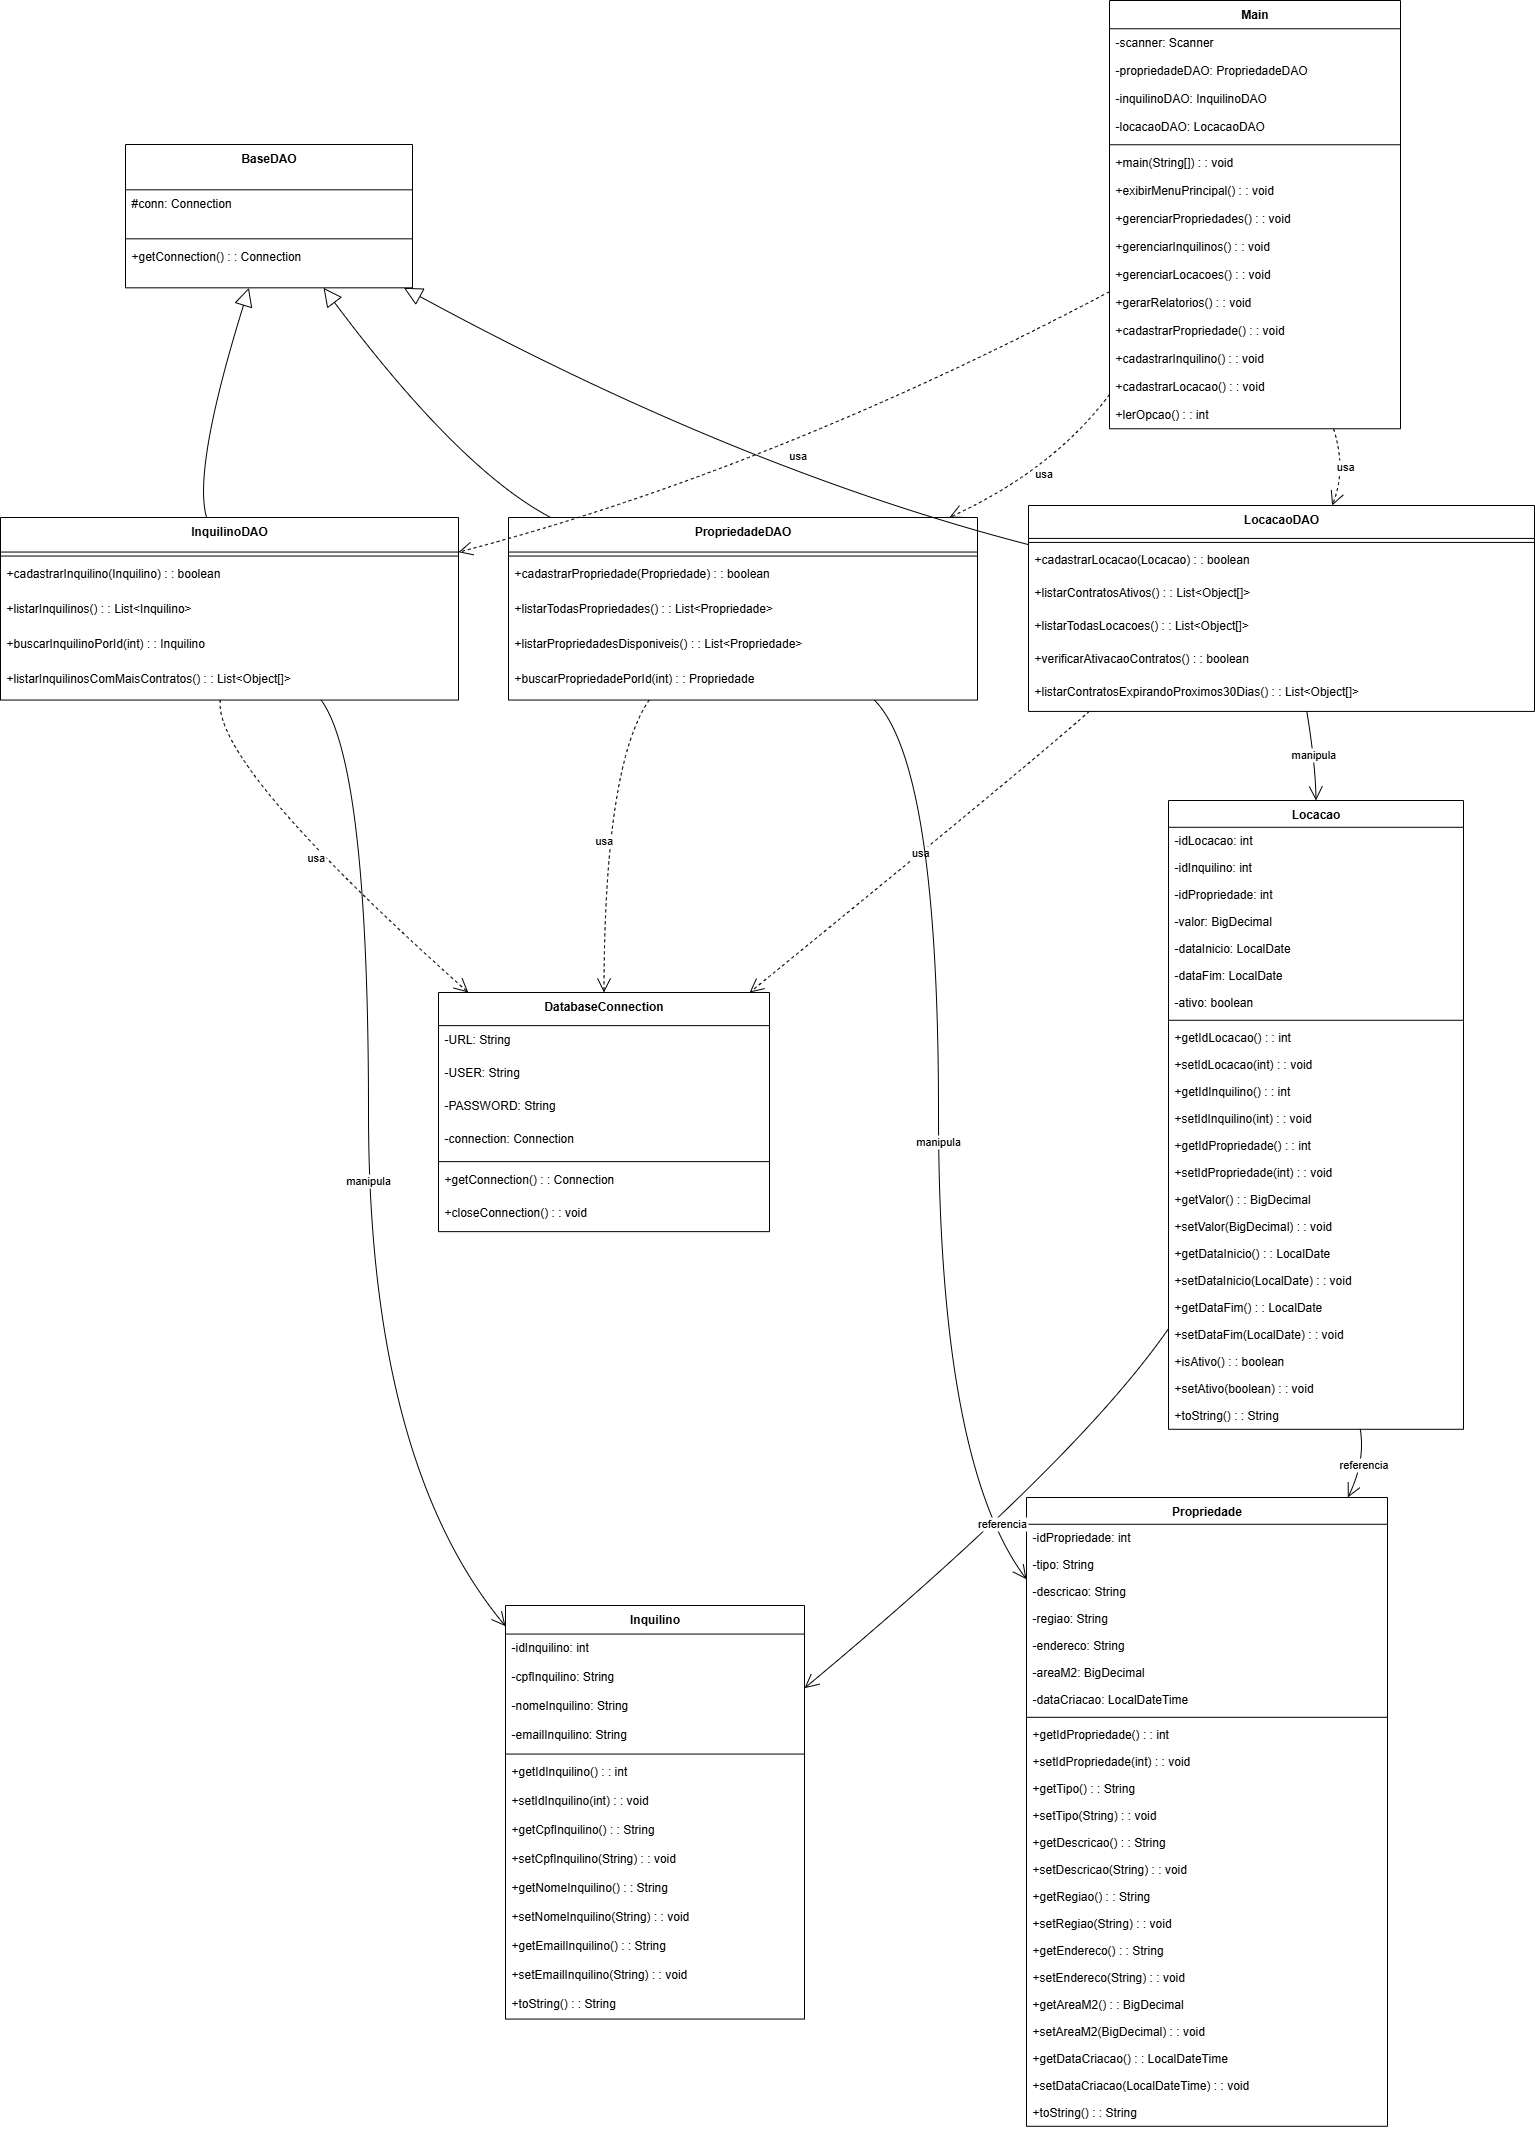 Main
-scanner: Scanner
-propriedadeDAO: PropriedadeDAO
-inquilinoDAO: InquilinoDAO
-locacaoDAO: LocacaoDAO
+main(String[]) : : void
+exibirMenuPrincipal() : : void
+gerenciarPropriedades() : : void
+gerenciarInquilinos() : : void
+gerenciarLocacoes() : : void
+gerarRelatorios() : : void
+cadastrarPropriedade() : : void
+cadastrarInquilino() : : void
+cadastrarLocacao() : : void
+lerOpcao() : : int
BaseDAO
#conn: Connection
+getConnection() : : Connection
usa
usa
usa
InquilinoDAO
+cadastrarInquilino(Inquilino) : : boolean
+listarInquilinos() : : List<Inquilino>
+buscarInquilinoPorId(int) : : Inquilino
+listarInquilinosComMaisContratos() : : List<Object[]>
PropriedadeDAO
+cadastrarPropriedade(Propriedade) : : boolean
+listarTodasPropriedades() : : List<Propriedade>
+listarPropriedadesDisponiveis() : : List<Propriedade>
+buscarPropriedadePorId(int) : : Propriedade
LocacaoDAO
+cadastrarLocacao(Locacao) : : boolean
+listarContratosAtivos() : : List<Object[]>
+listarTodasLocacoes() : : List<Object[]>
+verificarAtivacaoContratos() : : boolean
+listarContratosExpirandoProximos30Dias() : : List<Object[]>
manipula
usa
usa
usa
Locacao
-idLocacao: int
-idInquilino: int
-idPropriedade: int
-valor: BigDecimal
-dataInicio: LocalDate
-dataFim: LocalDate
-ativo: boolean
+getIdLocacao() : : int
+setIdLocacao(int) : : void
+getIdInquilino() : : int
+setIdInquilino(int) : : void
+getIdPropriedade() : : int
+setIdPropriedade(int) : : void
+getValor() : : BigDecimal
+setValor(BigDecimal) : : void
+getDataInicio() : : LocalDate
+setDataInicio(LocalDate) : : void
+getDataFim() : : LocalDate
+setDataFim(LocalDate) : : void
+isAtivo() : : boolean
+setAtivo(boolean) : : void
+toString() : : String
DatabaseConnection
-URL: String
-USER: String
-PASSWORD: String
-connection: Connection
+getConnection() : : Connection
+closeConnection() : : void
manipula
manipula
referencia
referencia
Inquilino
-idInquilino: int
-cpfInquilino: String
-nomeInquilino: String
-emailInquilino: String
+getIdInquilino() : : int
+setIdInquilino(int) : : void
+getCpfInquilino() : : String
+setCpfInquilino(String) : : void
+getNomeInquilino() : : String
+setNomeInquilino(String) : : void
+getEmailInquilino() : : String
+setEmailInquilino(String) : : void
+toString() : : String
Propriedade
-idPropriedade: int
-tipo: String
-descricao: String
-regiao: String
-endereco: String
-areaM2: BigDecimal
-dataCriacao: LocalDateTime
+getIdPropriedade() : : int
+setIdPropriedade(int) : : void
+getTipo() : : String
+setTipo(String) : : void
+getDescricao() : : String
+setDescricao(String) : : void
+getRegiao() : : String
+setRegiao(String) : : void
+getEndereco() : : String
+setEndereco(String) : : void
+getAreaM2() : : BigDecimal
+setAreaM2(BigDecimal) : : void
+getDataCriacao() : : LocalDateTime
+setDataCriacao(LocalDateTime) : : void
+toString() : : String